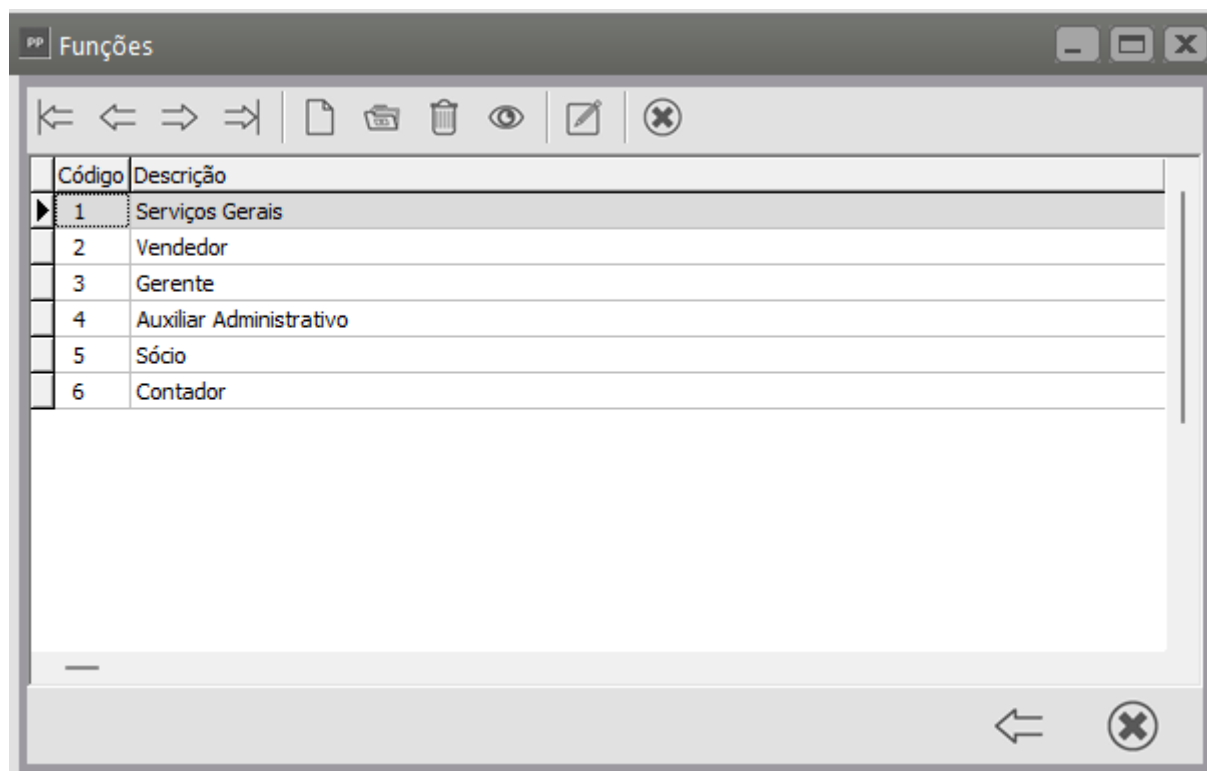 PP Funções
Código Descrição
1 Serviços Gerais
2 Vendedor
3 Gerente
4 Auxiliar Administrativo
5 Sócio
6 Contador